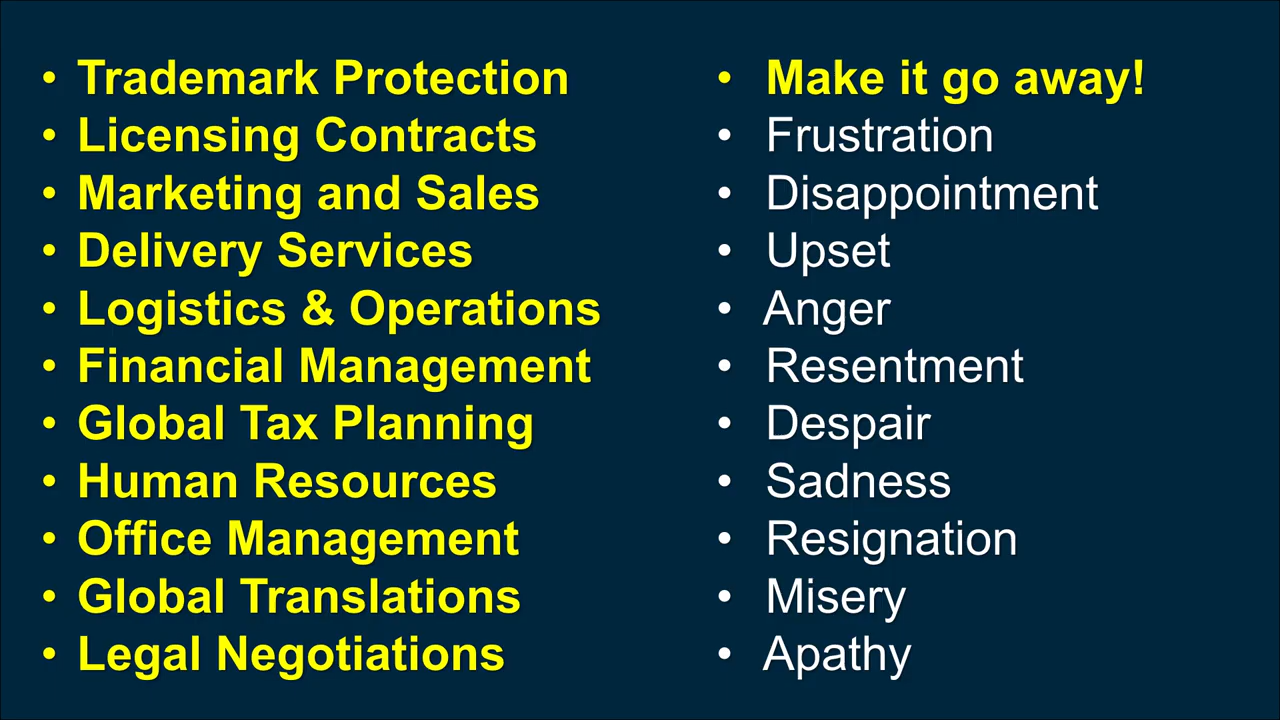 • Trademark Protection
• Licensing Contracts
• Marketing and Sales
• Delivery Services
• Logistics & Operations
• Financial Management
• Global Tax Planning
• Human Resources
• Office Management
• Global Translations
• Legal Negotiations
• Make it go away!
• Frustration
• Disappointment
• Upset
• Anger
• Resentment
• Despair
• Sadness
• Resignation
• Misery
• Apathy